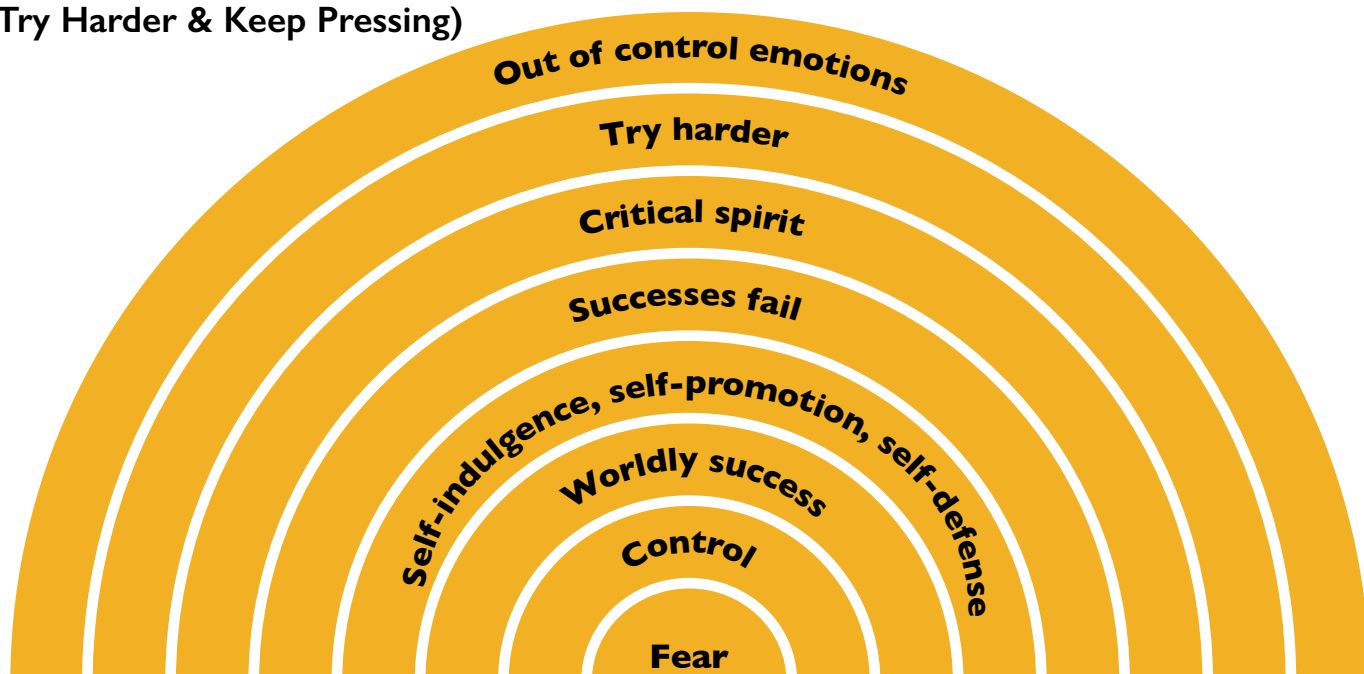 Try Harder & Keep Pressing)
Out of control emotions
Try harder
Critical spirit
Successes fail
Self-indulgence, self-promotion, self-defense
Worldly success
Control
Fear